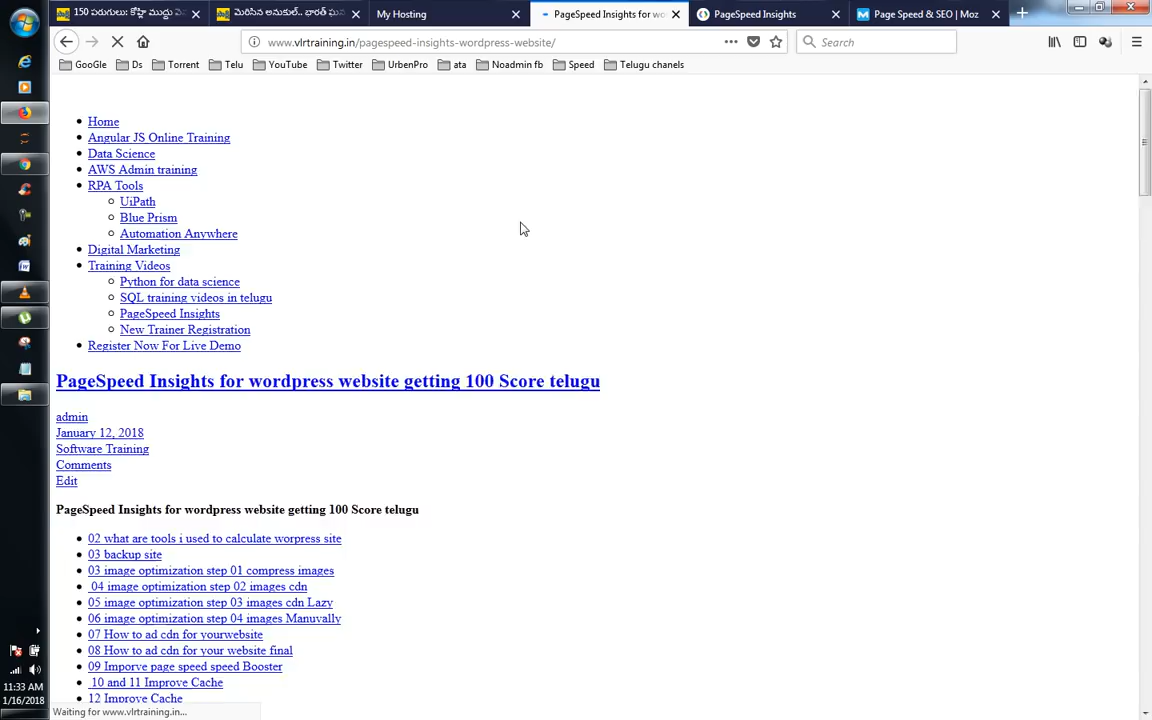 150 పరుగులు: కోహ్లి ముద్దు పె
మెరిసిన అనుకుల్.. భారత్ ఘన
My Hosting
PageSpeed Insights for wo
PageSpeed Insights
Page Speed & SEO | Moz
www.vlrtraining.in/pagespeed-insights-wordpress-website/
Search
GooGle
Ds
Torrent
Telu
YouTube
Twitter
UrbenPro
ata
Noadmin fb
Speed
Telugu chanels
Home
Angular JS Online Training
Data Science
AWS Admin training
RPA Tools
UiPath
Blue Prism
Automation Anywhere
Digital Marketing
Training Videos
Python for data science
SQL training videos in telugu
PageSpeed Insights
New Trainer Registration
Register Now For Live Demo
PageSpeed Insights for wordpress website getting 100 Score telugu
admin
January 12, 2018
Software Training
Comments
Edit
PageSpeed Insights for wordpress website getting 100 Score telugu
02 what are tools i used to calculate worpress site
03 backup site
03 image optimization step 01 compress images
04 image optimization step 02 images cdn
05 image optimization step 03 images cdn Lazy
06 image optimization step 04 images Manuvally
07 How to ad cdn for yourwebsite
08 How to ad cdn for your website final
09 Imporve page speed speed Booster
10 and 11 Improve Cache
12 Improve Cache
Waiting for www.vlrtraining.in...
11:33 AM
1/16/2018